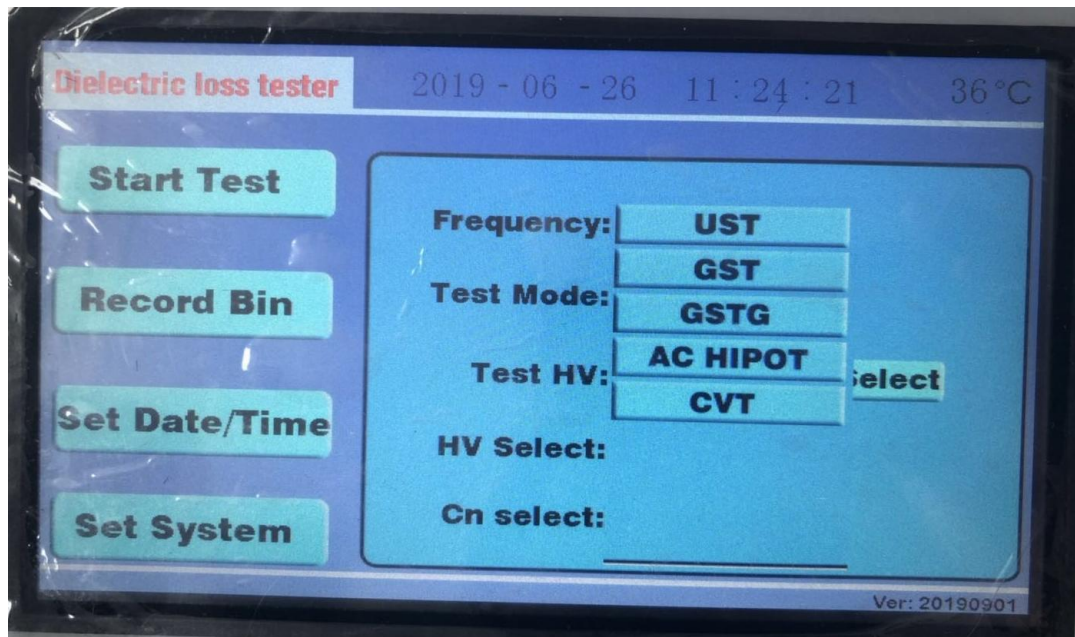 Dielectric loss tester 2019 - 06 - 26 11 : 24 : 21 36°C
Start Test
Record Bin
Set Date/Time
Set System
Frequency: UST
GST
Test Mode:
GSTG
Test HV: AC HIPOT
CVT
HV Select:
Cn select:
Ver: 20190901